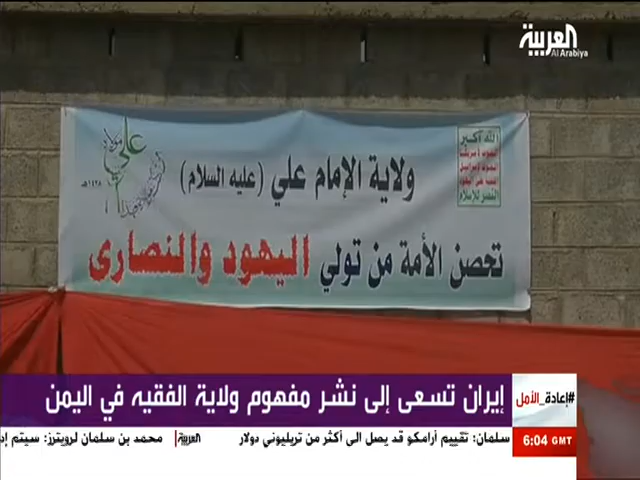 العربية
Al Arabiya
الله أكبر
الموت لأمريكا
الموت لإسرائيل
اللعنة على اليهود
النصر للإسلام
ولاية الإمام علي (عليه السلام)
تحصن الأمة من تولي اليهود والنصارى
إيران تسعى إلى نشر مفهوم ولاية الفقيه في اليمن
#إعادة_الأمل
سلمان: تقييم أرامكو قد يصل الى أكثر من تريليوني دولار العربية محمد بن سلمان لرويترز: سيتم إد
6:04 GMT